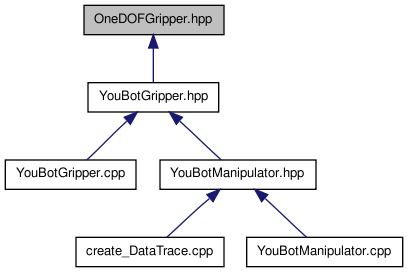 OneDOFGripper.hpp
YouBotGripper.hpp
YouBotGripper.cpp
YouBotManipulator.hpp
create_DataTrace.cpp
YouBotManipulator.cpp